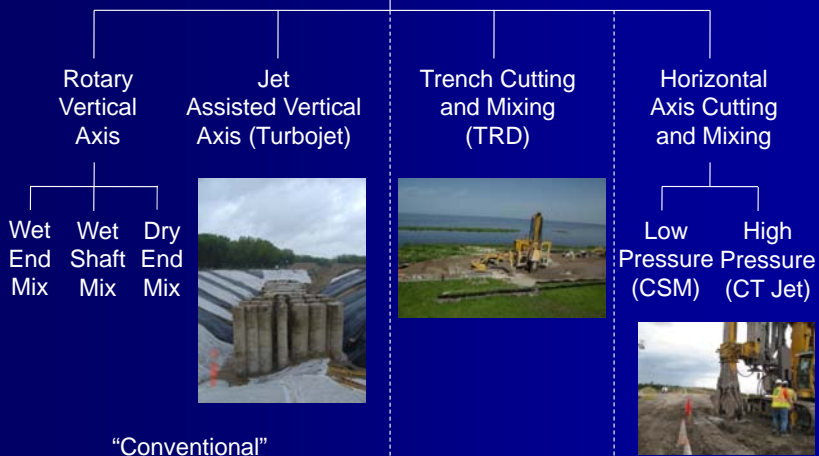 Rotary
Vertical
Axis
Jet
Assisted Vertical
Axis (Turbojet)
Trench Cutting
and Mixing
(TRD)
Horizontal
Axis Cutting
and Mixing
Wet
End
Mix
Wet
Shaft
Mix
Dry
End
Mix
Low
Pressure
(CSM)
High
Pressure
(CT Jet)
“Conventional”